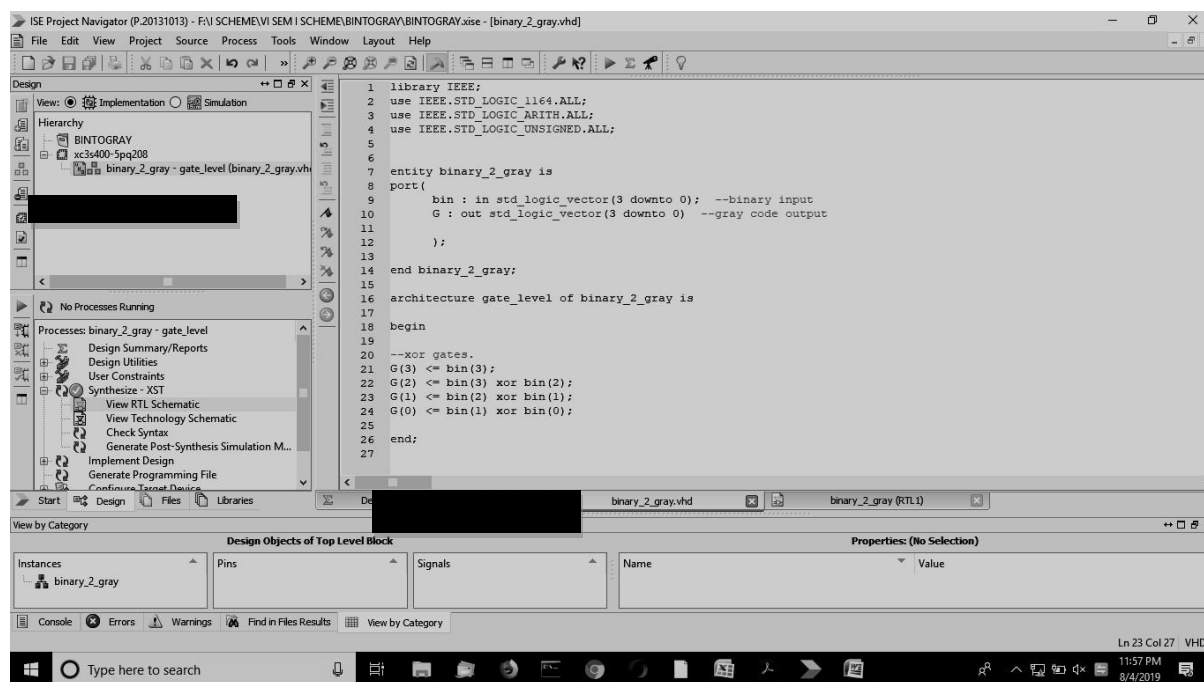 ISE Project Navigator (P.20131013) - F:\I SCHEME\VI SEM I SCHEME\BINTOGRAY\BINTOGRAY.xise - [binary_2_gray.vhd]
File Edit View Project Source Process Tools Window Layout Help
Design
View: Implementation Simulation
Hierarchy
BINTOGRAY
xc3s400-5pq208
binary_2_gray - gate_level (binary_2_gray.vh
No Processes Running
Processes: binary_2_gray - gate_level
Design Summary/Reports
Design Utilities
User Constraints
Synthesize - XST
View RTL Schematic
View Technology Schematic
Check Syntax
Generate Post-Synthesis Simulation M...
Implement Design
Generate Programming File
Configure Target Device
Start Design Files Libraries
1 library IEEE;
2 use IEEE.STD_LOGIC_1164.ALL;
3 use IEEE.STD_LOGIC_ARITH.ALL;
4 use IEEE.STD_LOGIC_UNSIGNED.ALL;
5
6
7 entity binary_2_gray is
8 port(
9 bin : in std_logic_vector(3 downto 0); --binary input
10 G : out std_logic_vector(3 downto 0) --gray code output
11
12 );
13
14 end binary_2_gray;
15
16 architecture gate_level of binary_2_gray is
17
18 begin
19
20 --xor gates.
21 G(3) <= bin(3);
22 G(2) <= bin(3) xor bin(2);
23 G(1) <= bin(2) xor bin(1);
24 G(0) <= bin(1) xor bin(0);
25
26 end;
27
De binary_2_gray.vhd binary_2_gray (RTL1)
View by Category
Design Objects of Top Level Block Properties: (No Selection)
Instances Pins Signals Name Value
binary_2_gray
Console Errors Warnings Find in Files Results View by Category
Ln 23 Col 27 VHD
Type here to search
11:57 PM
8/4/2019